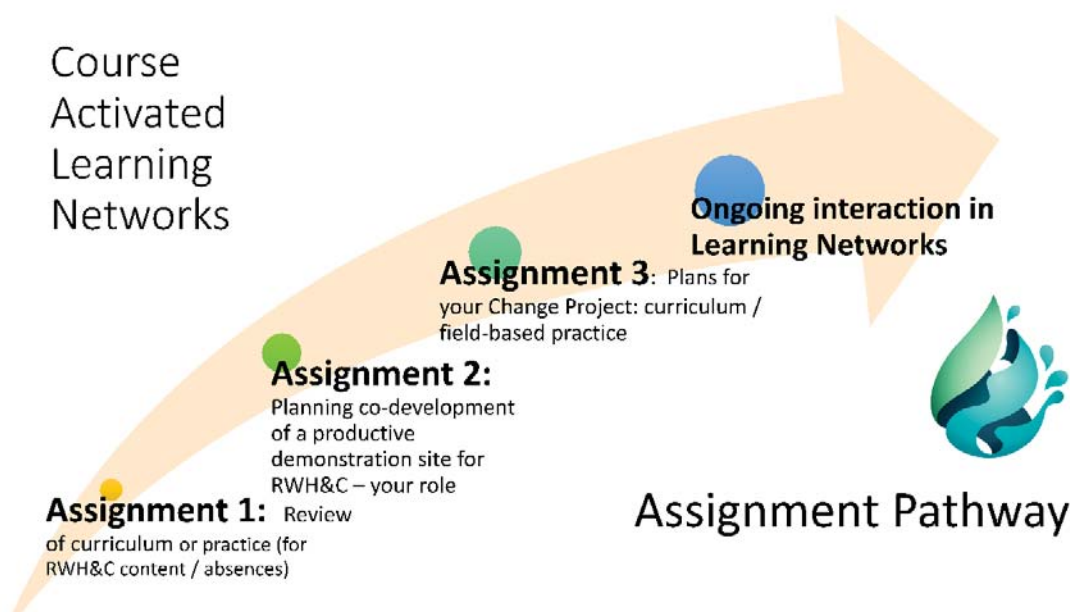 Course
Activated
Learning
Networks
Ongoing interaction in
Learning Networks
Assignment 3: Plans for
your Change Project: curriculum /
field-based practice
Assignment 2:
Planning co-development
of a productive
demonstration site for
RWH&C – your role
Assignment 1: Review
of curriculum or practice (for
RWH&C content / absences)
Assignment Pathway